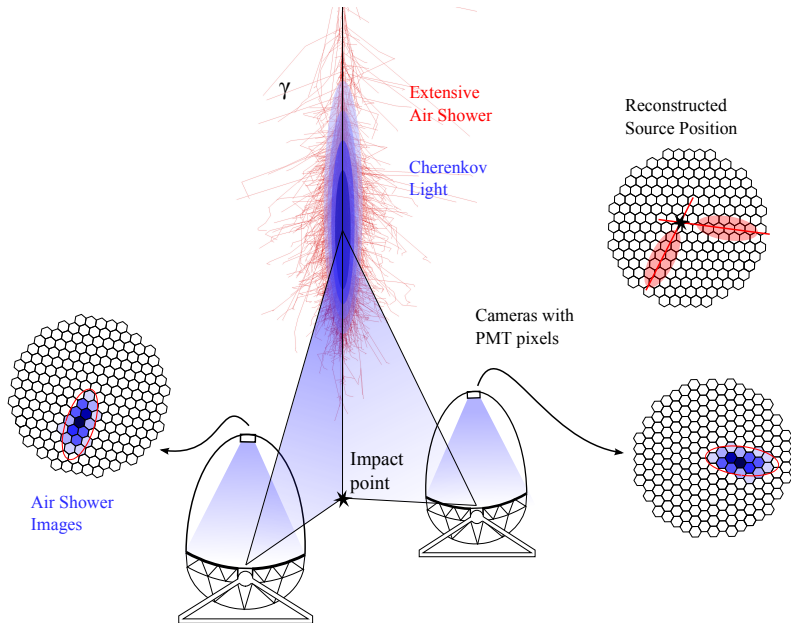 γ
Extensive
Air Shower
Cherenkov
Light
Reconstructed
Source Position
Cameras with
PMT pixels
Impact
point
Air Shower
Images